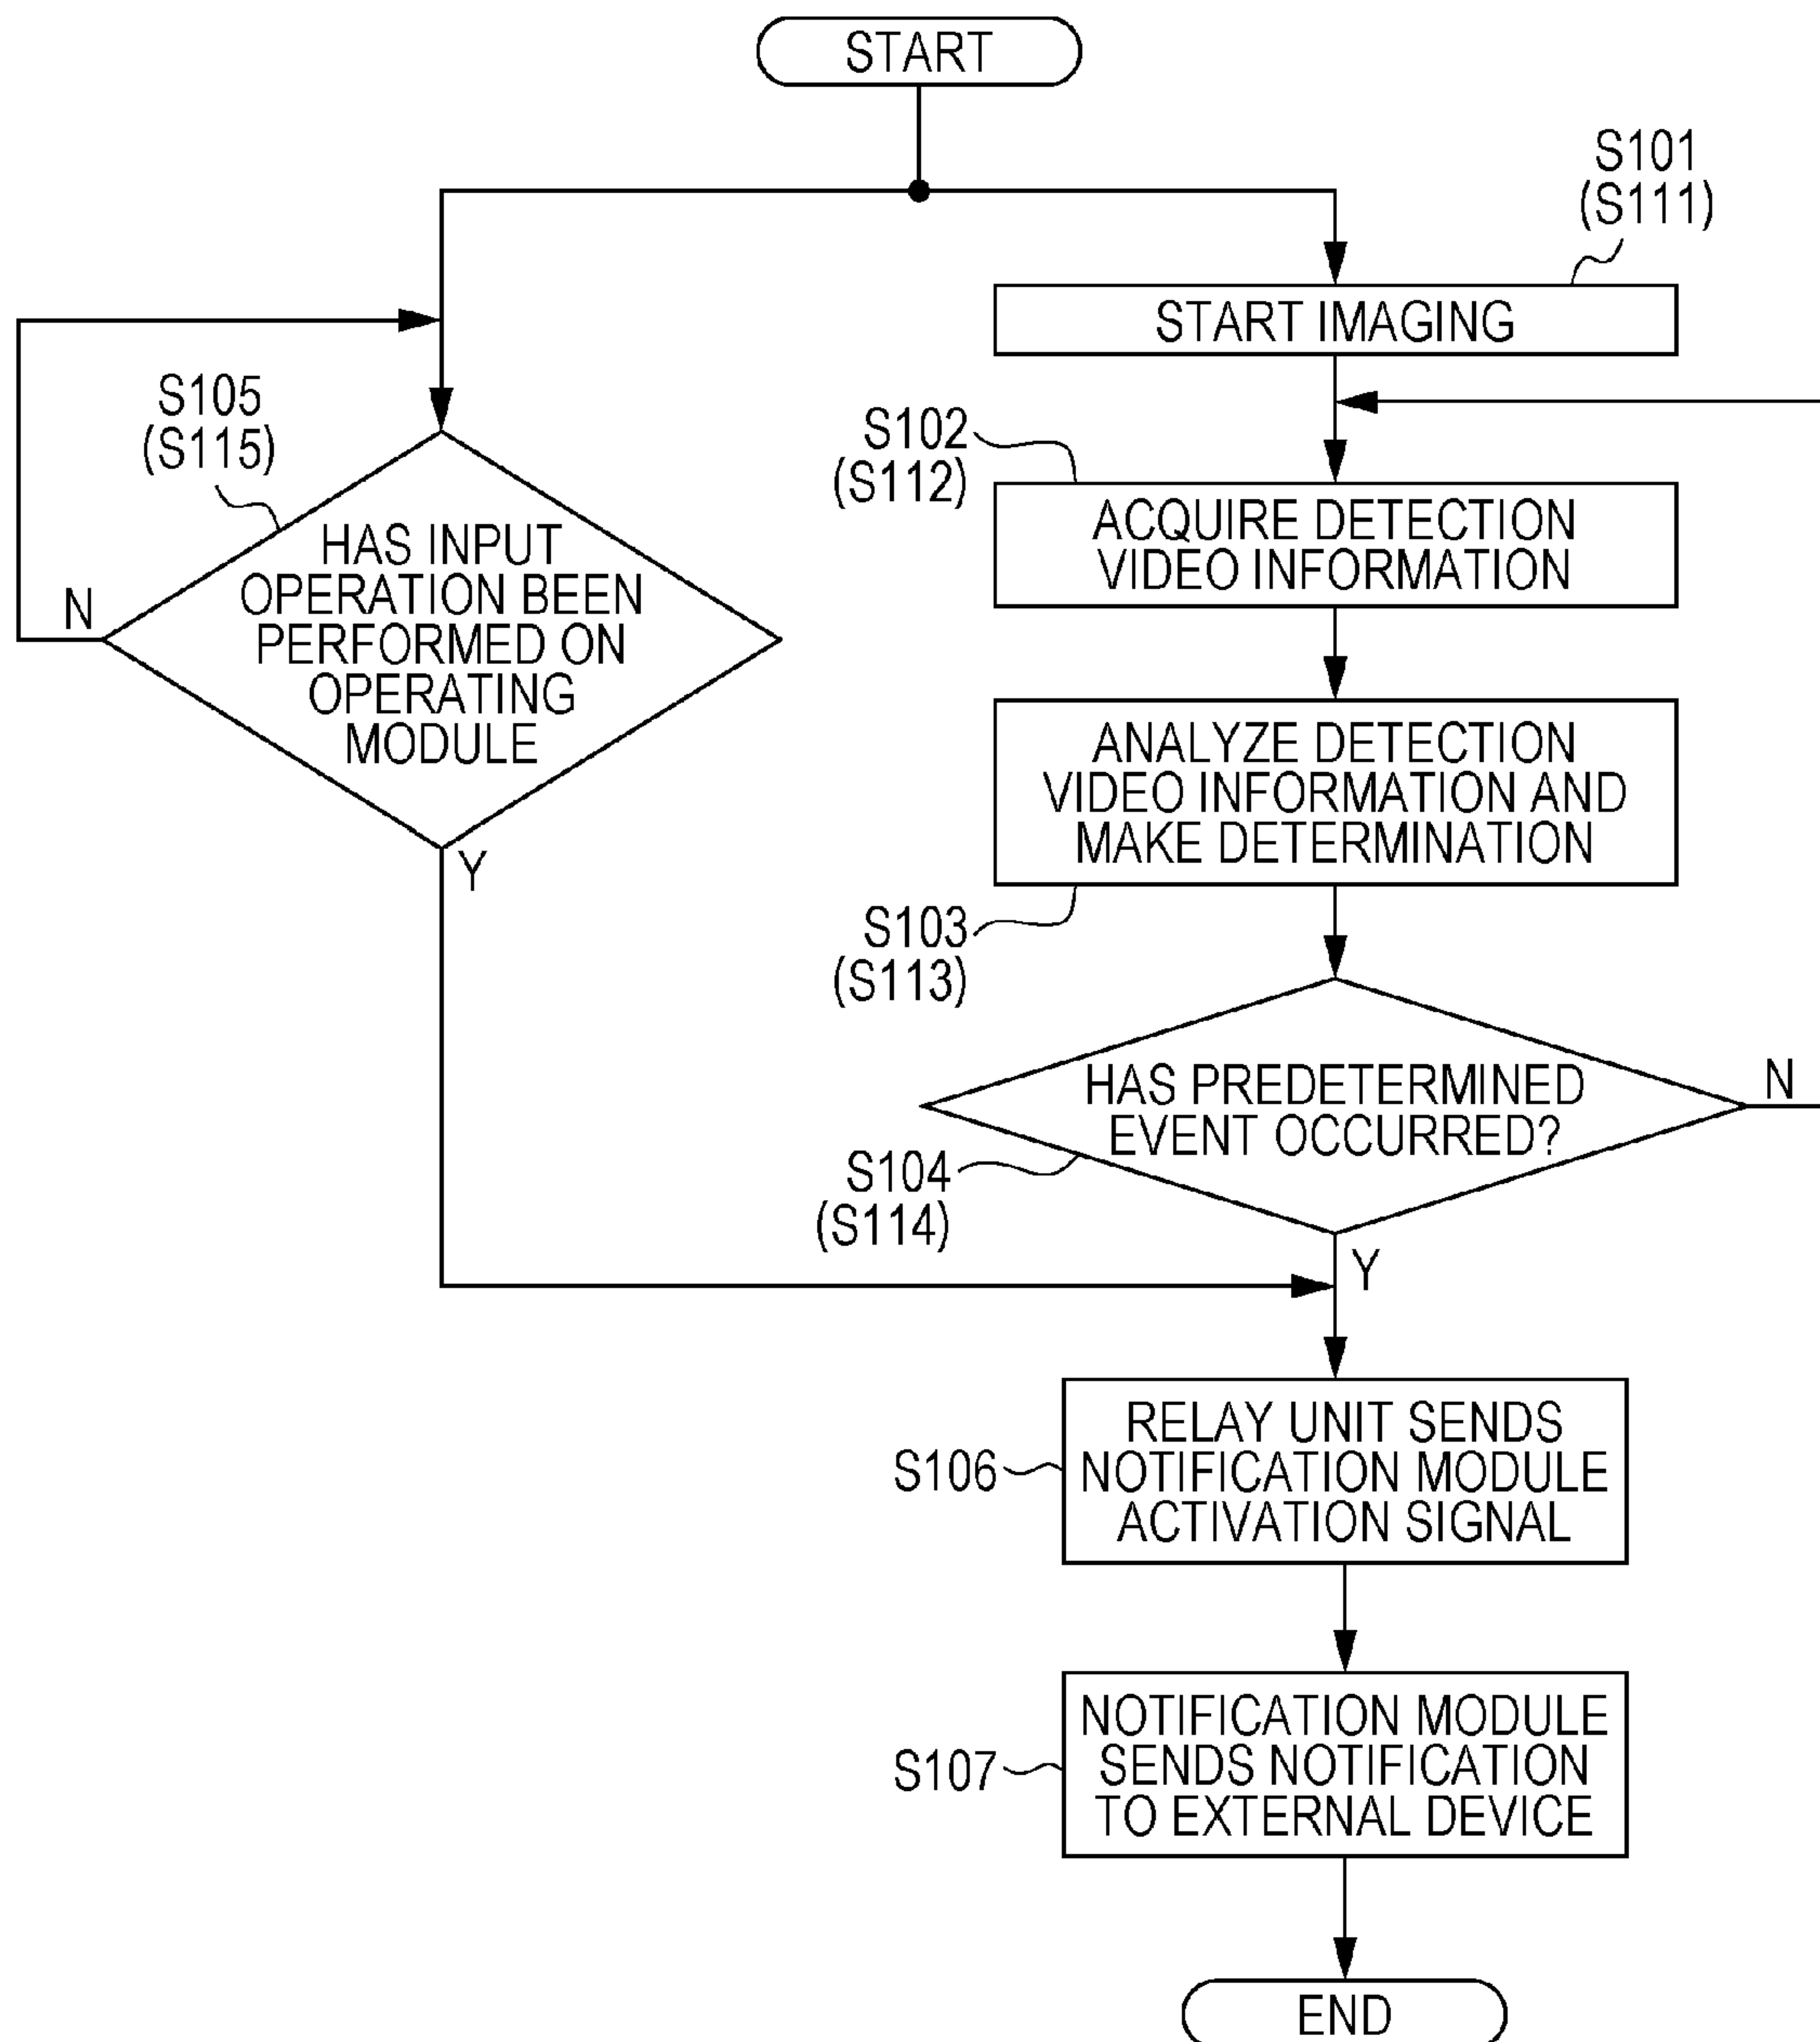 START
S101
(S111)
START IMAGING
S105
(S115)
HAS INPUT
OPERATION BEEN
PERFORMED ON
OPERATING
MODULE
N
Y
S102
(S112)
ACQUIRE DETECTION
VIDEO INFORMATION
ANALYZE DETECTION
VIDEO INFORMATION AND
MAKE DETERMINATION
S103
(S113)
HAS PREDETERMINED
EVENT OCCURRED?
N
S104
(S114)
Y
RELAY UNIT SENDS
NOTIFICATION MODULE
ACTIVATION SIGNAL
S106
NOTIFICATION MODULE
SENDS NOTIFICATION
TO EXTERNAL DEVICE
S107
END